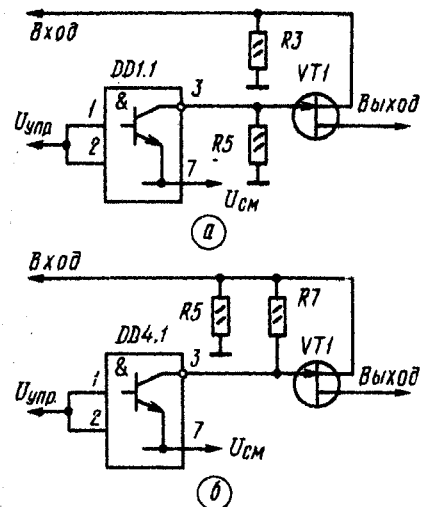 Вход
R3
DD1.1
VT1
&
3
Выход
1
Uупр
2
R5
7
Uсм
а
Вход
R5
R7
DD4.1
VT1
&
3
Выход
1
Uупр.
2
7
Uсм
б